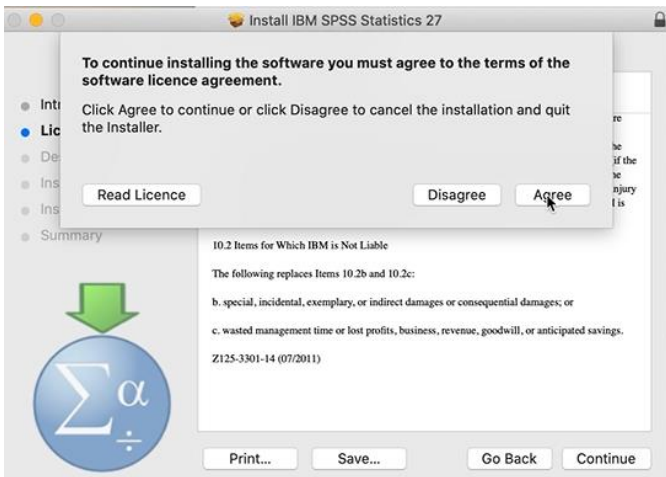 Install IBM SPSS Statistics 27
To continue installing the software you must agree to the terms of the
software licence agreement.
Click Agree to continue or click Disagree to cancel the installation and quit
the Installer.
Read Licence
Disagree
Agree
Summary
if the
is
10.2 Items for Which IBM is Not Liable
The following replaces Items 10.2b and 10.2c:
b. special, incidental, exemplary, or indirect damages or consequential damages; or
c. wasted management time or lost profits, business, revenue, goodwill, or anticipated savings.
Z125-3301-14 (07/2011)
Σ α ÷
Print...
Save...
Go Back
Continue